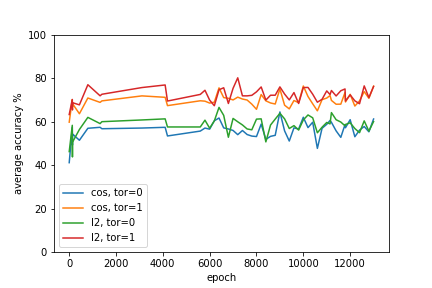 100
80
60
40
20
0
average accuracy %
cos, tor=0
cos, tor=1
l2, tor=0
l2, tor=1
0 2000 4000 6000 8000 10000 12000
epoch